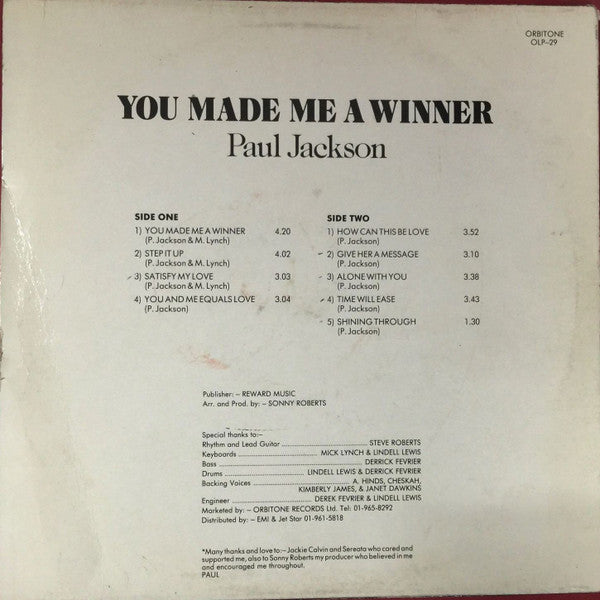 ORBITONE
OLP-29
YOU MADE ME A WINNER
Paul Jackson
SIDE ONE
1) YOU MADE ME A WINNER 4.20
(P. Jackson & M. Lynch)
2) STEP IT UP 4.02
(P. Jackson & M. Lynch)
3) SATISFY MY LOVE 3.03
(P. Jackson & M. Lynch)
4) YOU AND ME EQUALS LOVE 3.04
(P. Jackson)
SIDE TWO
1) HOW CAN THIS BE LOVE 3.52
(P. Jackson)
2) GIVE HER A MESSAGE 3.10
(P. Jackson)
3) ALONE WITH YOU 3.38
(P. Jackson)
4) TIME WILL EASE 3.43
(P. Jackson)
5) SHINING THROUGH 1.30
(P. Jackson)
Publisher: – REWARD MUSIC
Arr. and Prod. by: – SONNY ROBERTS
Special thanks to:–
Rhythm and Lead Guitar ........ STEVE ROBERTS
Keyboards ........ MICK LYNCH & LINDELL LEWIS
Bass ........ DERRICK FEVRIER
Drums ........ LINDELL LEWIS & DERRICK FEVRIER
Backing Voices ........ A. HINDS, CHESKAH,
KIMBERLY JAMES, & JANET DAWKINS
Engineer ........ DEREK FEVRIER & LINDELL LEWIS
Marketed by: – ORBITONE RECORDS Ltd. Tel: 01-965-8292
Distributed by: – EMI & Jet Star 01-961-5818
*Many thanks and love to:– Jackie Calvin and Sereata who cared and
supported me, also to Sonny Roberts my producer who believed in me
and encouraged me throughout.
PAUL